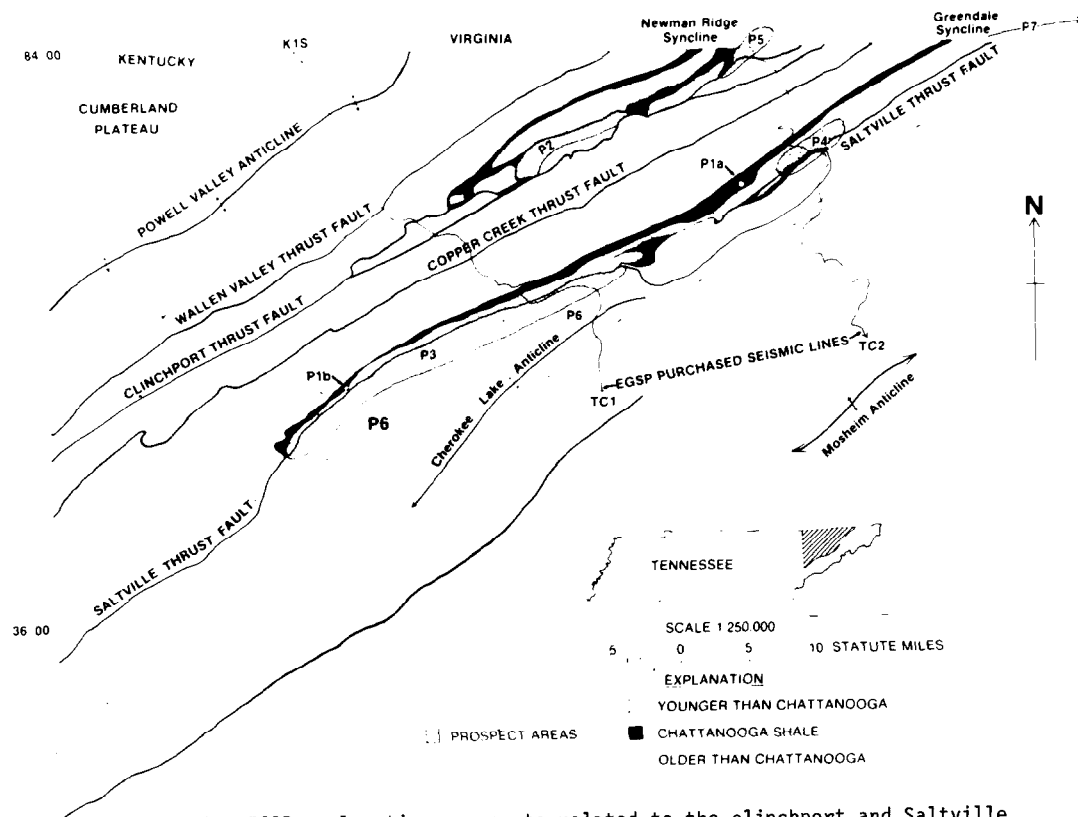 Newman Ridge
Syncline
Greendale
Syncline
P7
84 00
KENTUCKY
K1S
VIRGINIA
P5
CUMBERLAND
PLATEAU
SALTVILLE THRUST FAULT
P4
P2
P1a
POWELL VALLEY ANTICLINE
N
WALLEN VALLEY THRUST FAULT
COPPER CREEK THRUST FAULT
CLINCHPORT THRUST FAULT
P6
P3
P1b
Cherokee Lake Anticline
EGSP PURCHASED SEISMIC LINES
TC2
TC1
P6
Mosheim Anticline
SALTVILLE THRUST FAULT
TENNESSEE
36 00
SCALE 1 250.000
5 0 5 10 STATUTE MILES
EXPLANATION
YOUNGER THAN CHATTANOOGA
PROSPECT AREAS
CHATTANOOGA SHALE
OLDER THAN CHATTANOOGA
related to the clinchport and Saltville